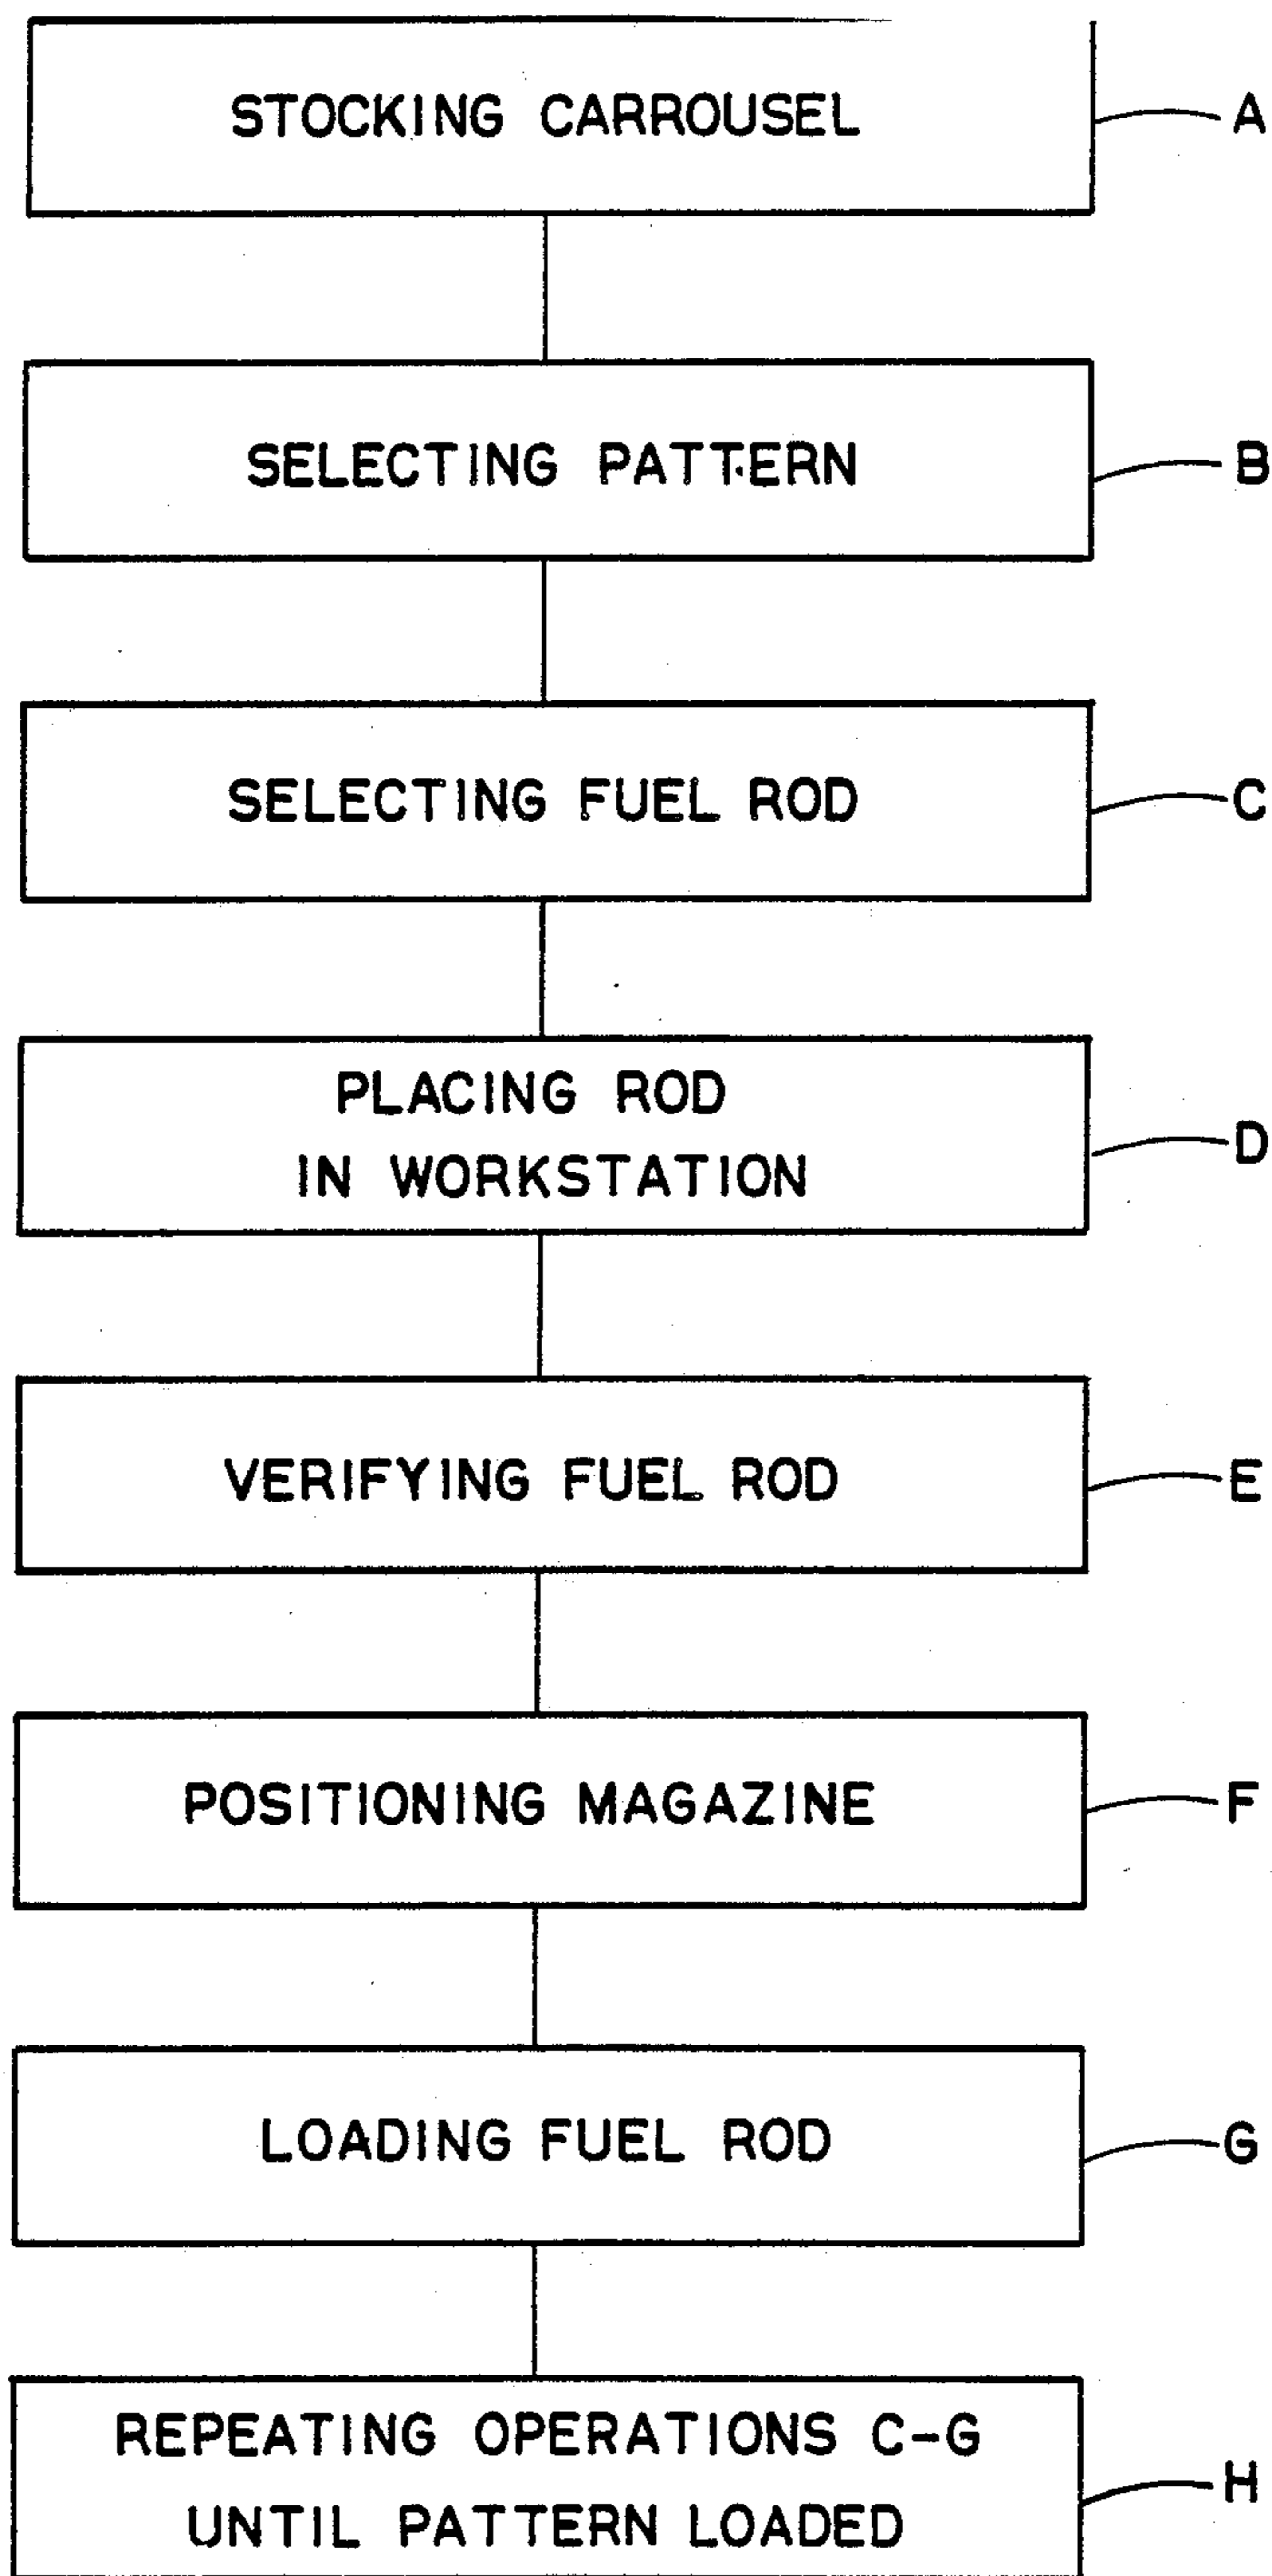 STOCKING CARROUSEL
A
SELECTING PATTERN
B
SELECTING FUEL ROD
C
PLACING ROD
IN WORKSTATION
D
VERIFYING FUEL ROD
E
POSITIONING MAGAZINE
F
LOADING FUEL ROD
G
REPEATING OPERATIONS C-G
UNTIL PATTERN LOADED
H